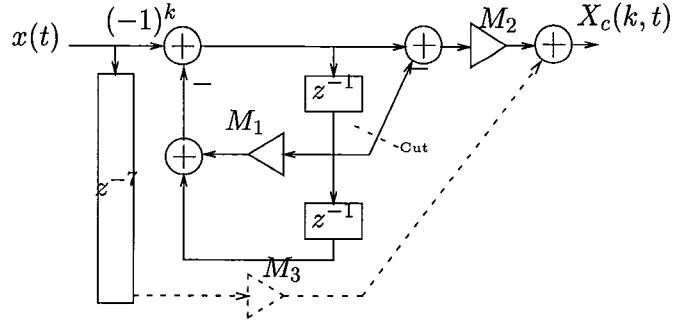 x(t)
(-1)^k
M_2
X_c(k, t)
z^{-1}
M_1
Cut
z^{-7}
z^{-1}
M_3